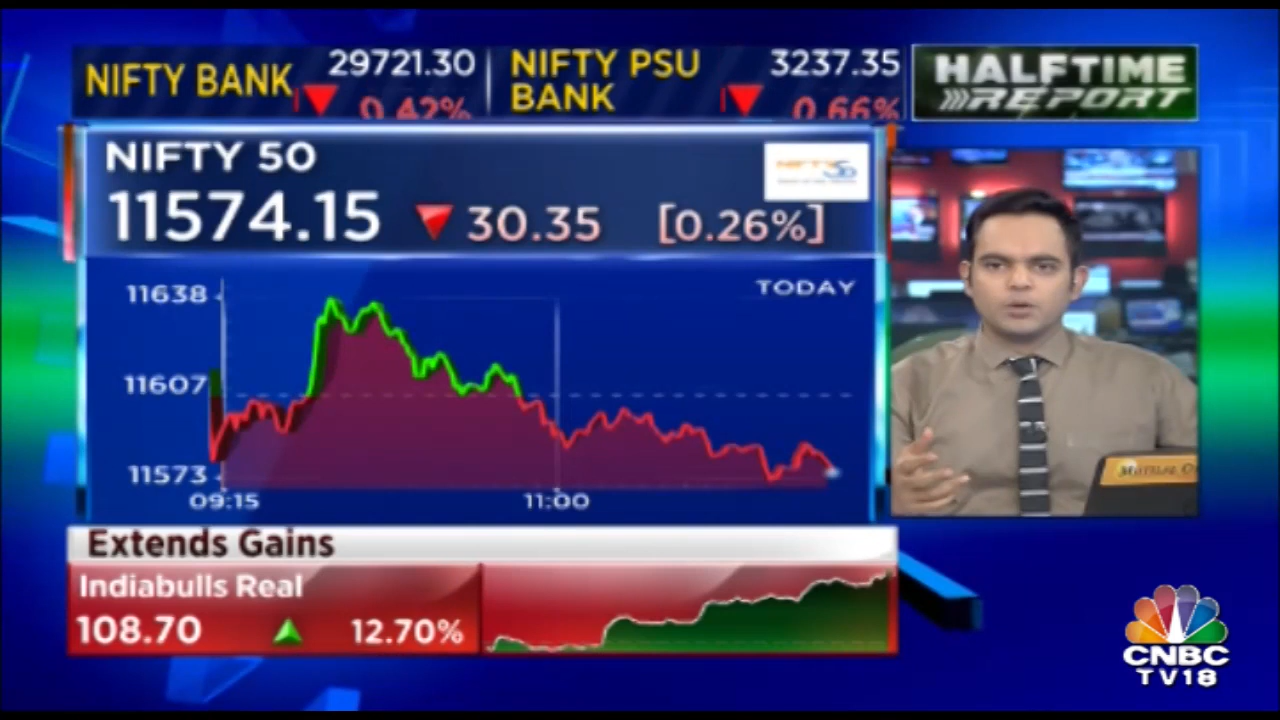 NIFTY BANK
29721.30
0.42%
NIFTY PSU
BANK
3237.35
0.66%
HALFTIME
REPORT
NIFTY 50
11574.15
30.35
[0.26%]
TODAY
11638
11607
11573
09:15
11:00
Extends Gains
Indiabulls Real
108.70
12.70%
CNBC
TV18